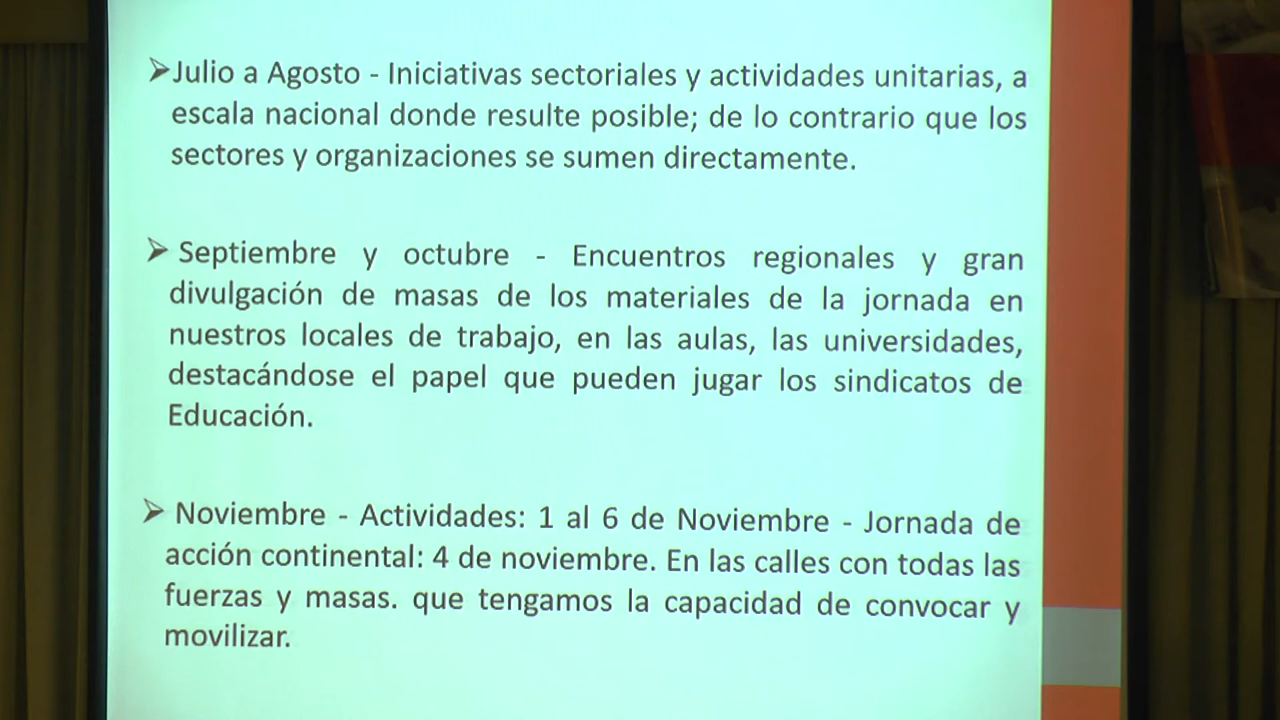 ➢Julio a Agosto - Iniciativas sectoriales y actividades unitarias, a
escala nacional donde resulte posible; de lo contrario que los
sectores y organizaciones se sumen directamente.
➢ Septiembre y octubre - Encuentros regionales y gran
divulgación de masas de los materiales de la jornada en
nuestros locales de trabajo, en las aulas, las universidades,
destacándose el papel que pueden jugar los sindicatos de
Educación.
➢ Noviembre - Actividades: 1 al 6 de Noviembre - Jornada de
acción continental: 4 de noviembre. En las calles con todas las
fuerzas y masas. que tengamos la capacidad de convocar y
movilizar.